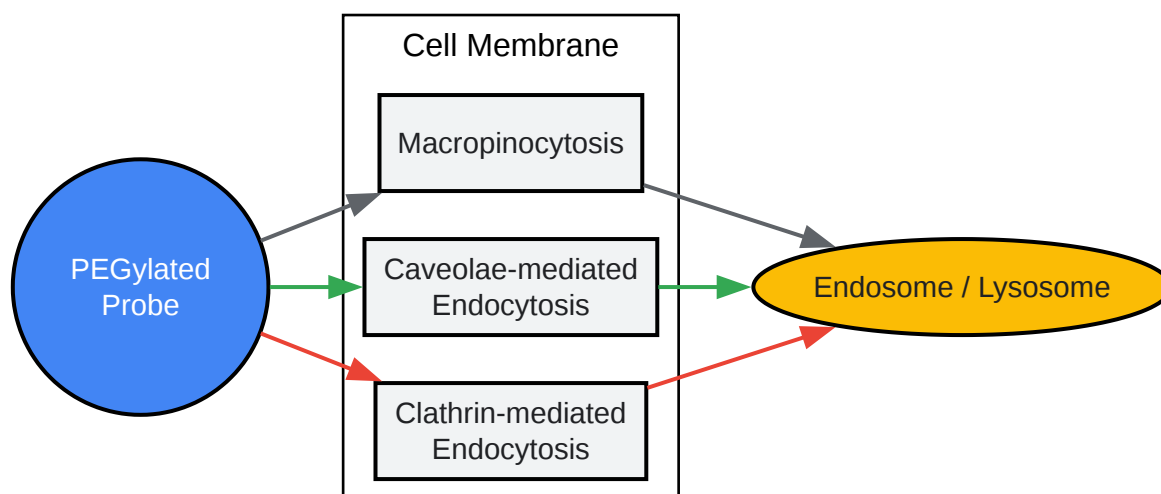 Cell Membrane
Macropinocytosis
PEGylated
Probe
Caveolae-mediated
Endocytosis
Endosome / Lysosome
Clathrin-mediated
Endocytosis